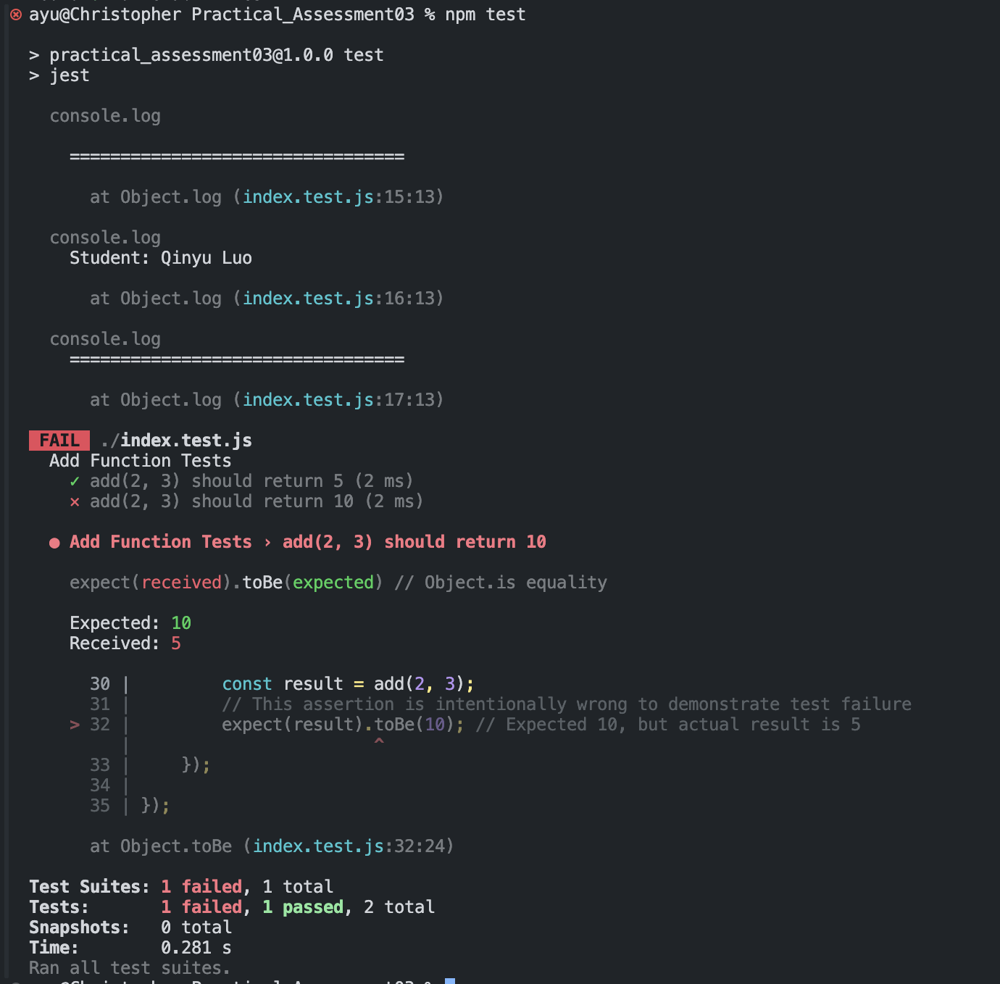 ayu@Christopher Practical_Assessment03 % npm test
> practical_assessment03@1.0.0 test
> jest
console.log
=================================
at Object.log (index.test.js:15:13)
console.log
Student: Qinyu Luo
at Object.log (index.test.js:16:13)
console.log
=================================
at Object.log (index.test.js:17:13)
FAIL ./index.test.js
Add Function Tests
✓ add(2, 3) should return 5 (2 ms)
✕ add(2, 3) should return 10 (2 ms)
● Add Function Tests › add(2, 3) should return 10
expect(received).toBe(expected) // Object.is equality
Expected: 10
Received: 5
30 | const result = add(2, 3);
31 | // This assertion is intentionally wrong to demonstrate test failure
> 32 | expect(result).toBe(10); // Expected 10, but actual result is 5
| ^
33 | });
34 |
35 | });
at Object.toBe (index.test.js:32:24)
Test Suites: 1 failed, 1 total
Tests: 1 failed, 1 passed, 2 total
Snapshots: 0 total
Time: 0.281 s
Ran all test suites.